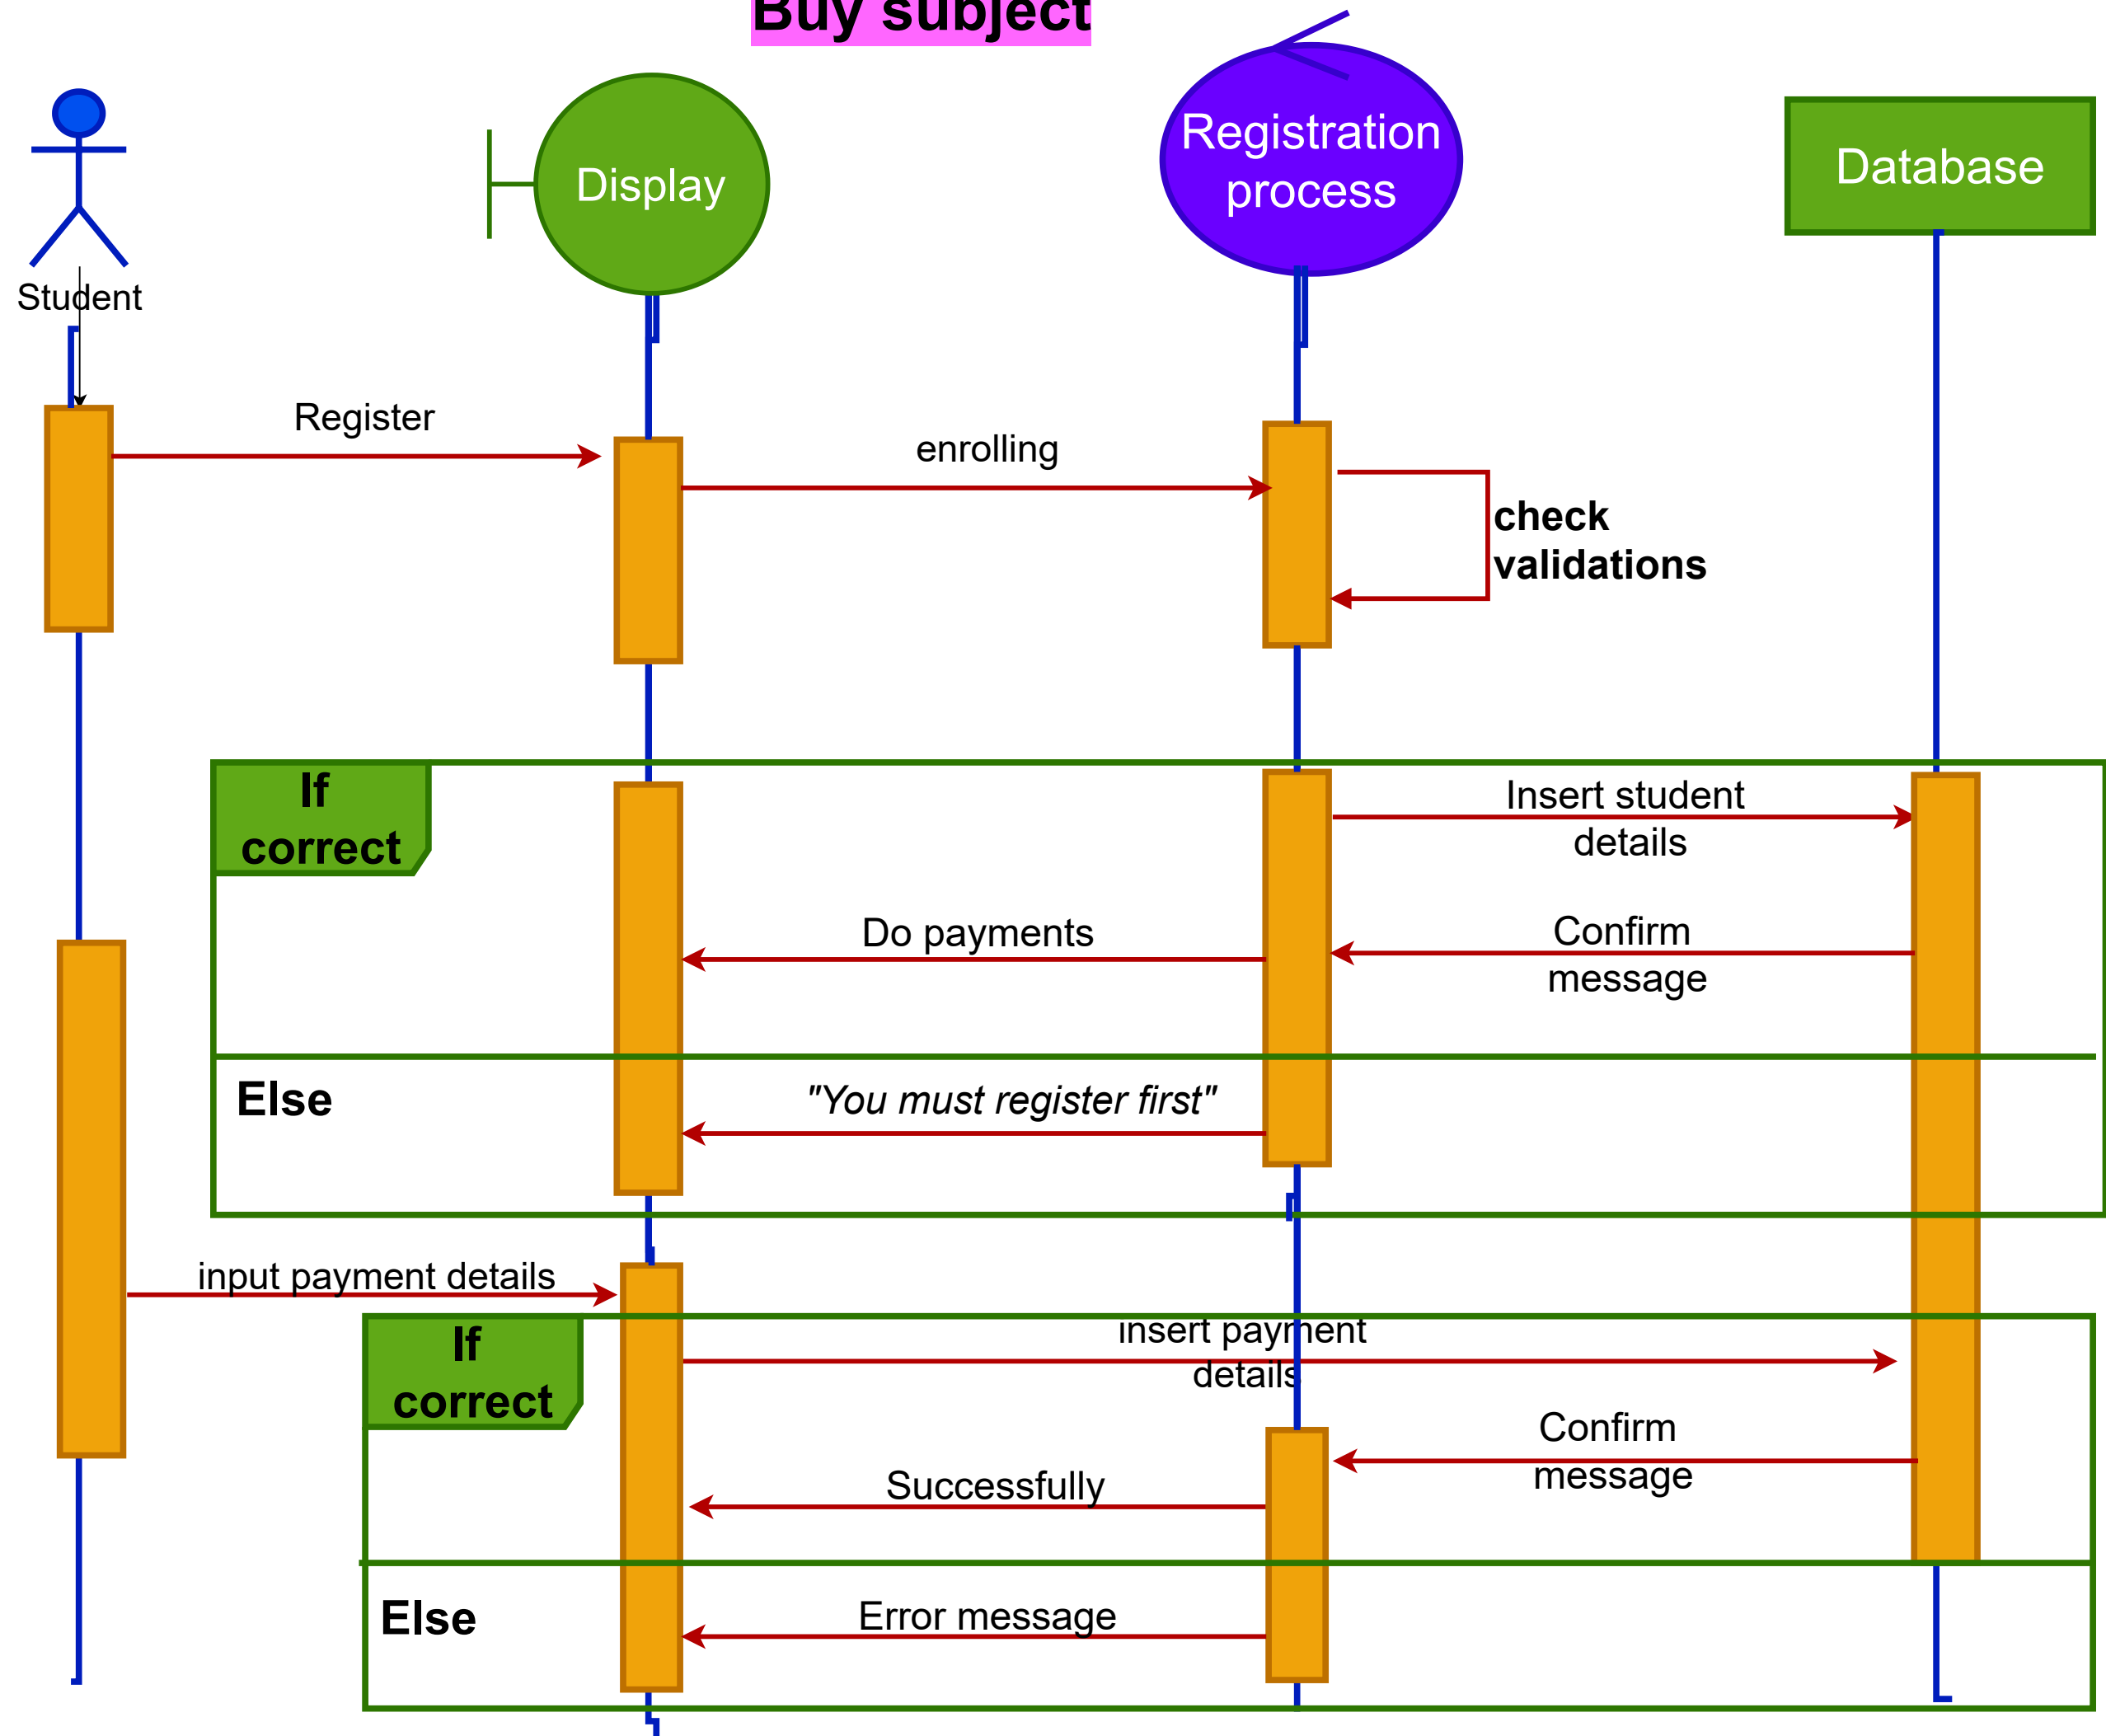 Buy subject
Display
Registration
process
Database
Student
Register
enrolling
check
validations
If
correct
Insert student
details
Do payments
Confirm
message
Else
"You must register first"
input payment details
If
correct
insert payment
details
Confirm
message
Successfully
Else
Error message